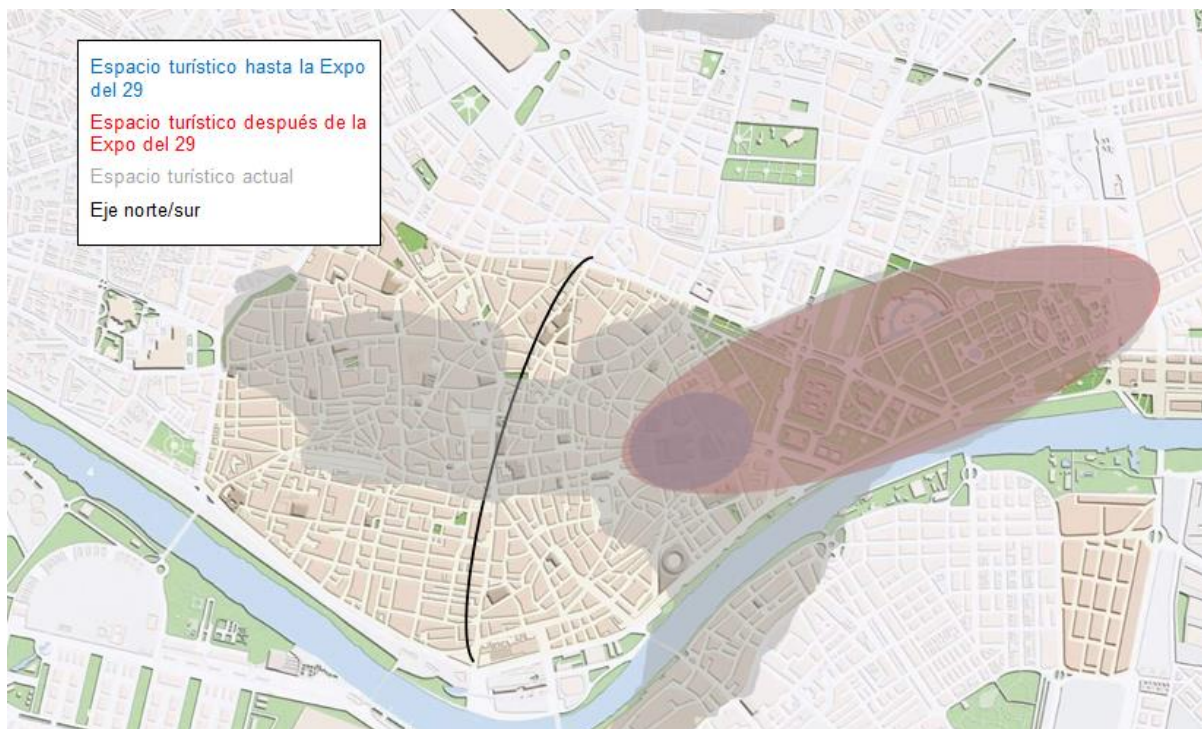 Espacio turístico hasta la Expo
del 29
Espacio turístico después de la
Expo del 29
Espacio turístico actual
Eje norte/sur